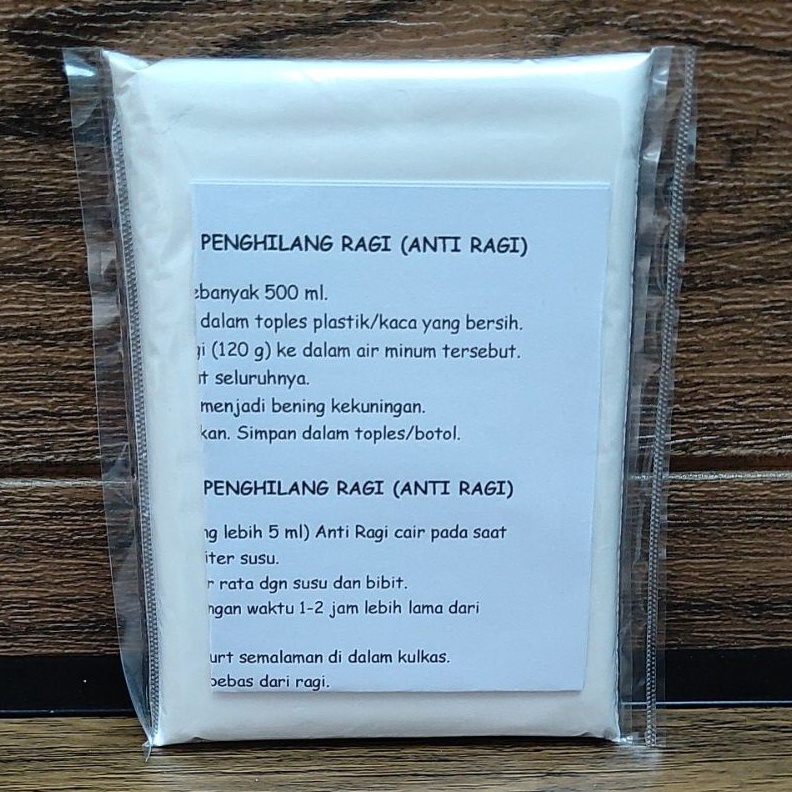 PENGHILANG RAGI (ANTI RAGI)
ebanyak 500 ml.
dalam toples plastik/kaca yang bersih.
gi (120 g) ke dalam air minum tersebut.
ut seluruhnya.
menjadi bening kekuningan.
kan. Simpan dalam toples/botol.
PENGHILANG RAGI (ANTI RAGI)
ng lebih 5 ml) Anti Ragi cair pada saat
iter susu.
r rata dgn susu dan bibit.
ngan waktu 1-2 jam lebih lama dari
urt semalaman di dalam kulkas.
bebas dari ragi.